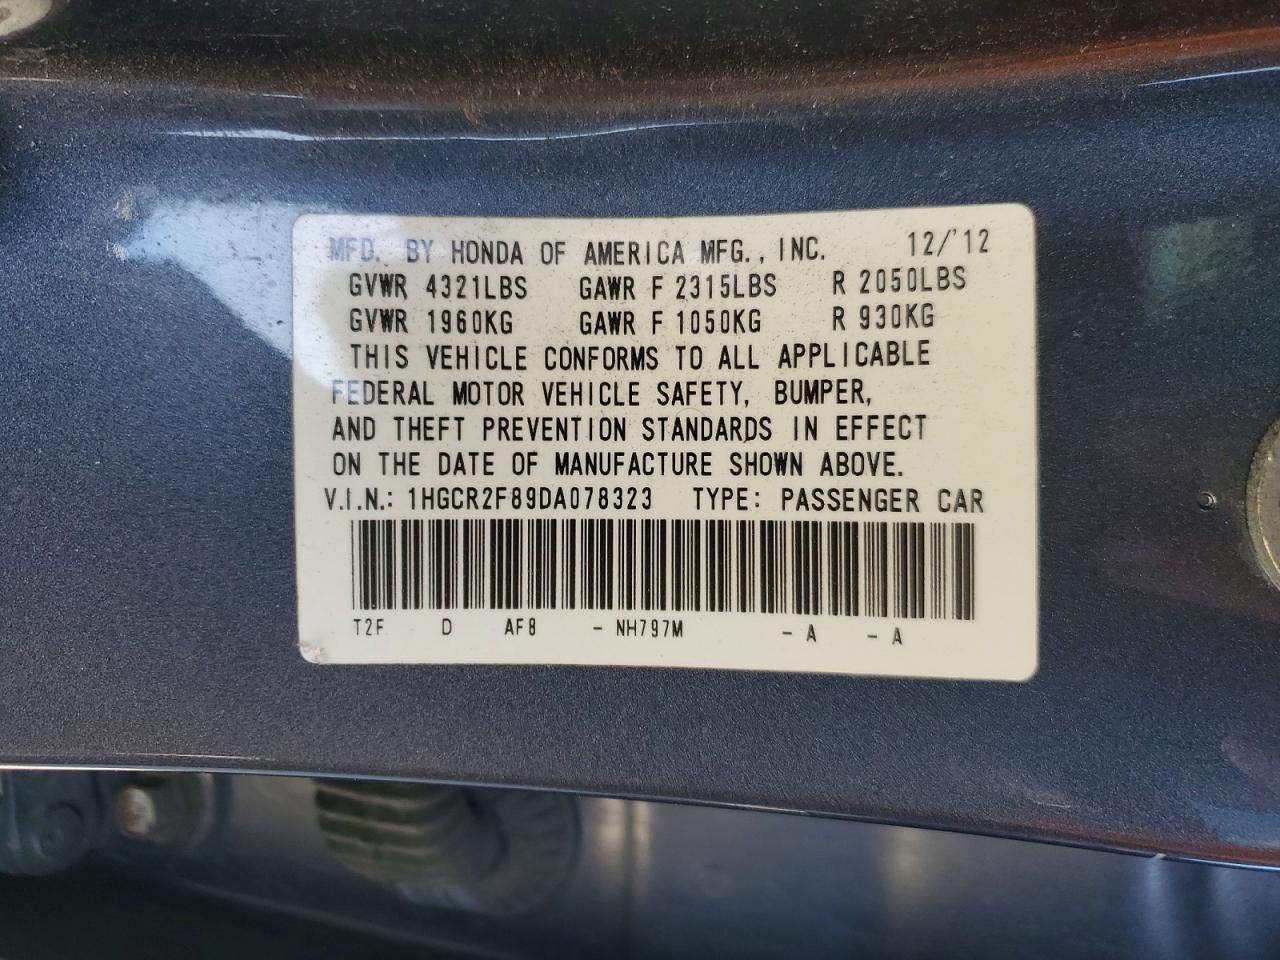 MFD. BY HONDA OF AMERICA MFG., INC. 12/'12
GVWR 4321LBS GAWR F 2315LBS R 2050LBS
GVWR 1960KG GAWR F 1050KG R 930KG
THIS VEHICLE CONFORMS TO ALL APPLICABLE
FEDERAL MOTOR VEHICLE SAFETY, BUMPER,
AND THEFT PREVENTION STANDARDS IN EFFECT
ON THE DATE OF MANUFACTURE SHOWN ABOVE.
V.I.N.: 1HGCR2F89DA078323 TYPE: PASSENGER CAR
T2F D AF8 - NH797M - A - A